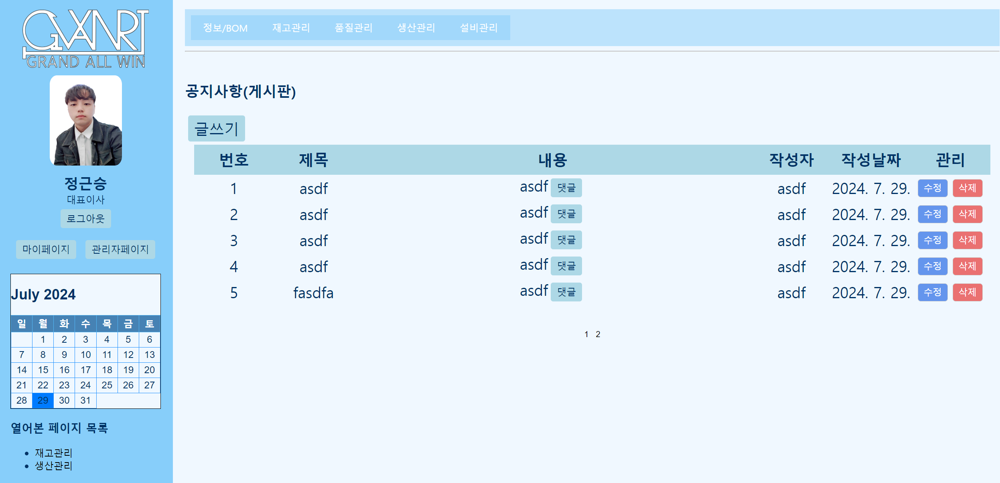 GVXNRT
GRAND ALL WIN
정근승
대표이사
로그아웃
마이페이지 관리자페이지
July 2024
일 월 화 수 목 금 토
1 2 3 4 5 6
7 8 9 10 11 12 13
14 15 16 17 18 19 20
21 22 23 24 25 26 27
28 29 30 31
열어본 페이지 목록
재고관리
생산관리
정보/BOM 재고관리 품질관리 생산관리 설비관리
공지사항(게시판)
글쓰기
번호 제목 내용 작성자 작성날짜 관리
1 asdf asdf 댓글 asdf 2024. 7. 29. 수정 삭제
2 asdf asdf 댓글 asdf 2024. 7. 29. 수정 삭제
3 asdf asdf 댓글 asdf 2024. 7. 29. 수정 삭제
4 asdf asdf 댓글 asdf 2024. 7. 29. 수정 삭제
5 fasdfa asdf 댓글 asdf 2024. 7. 29. 수정 삭제
1 2